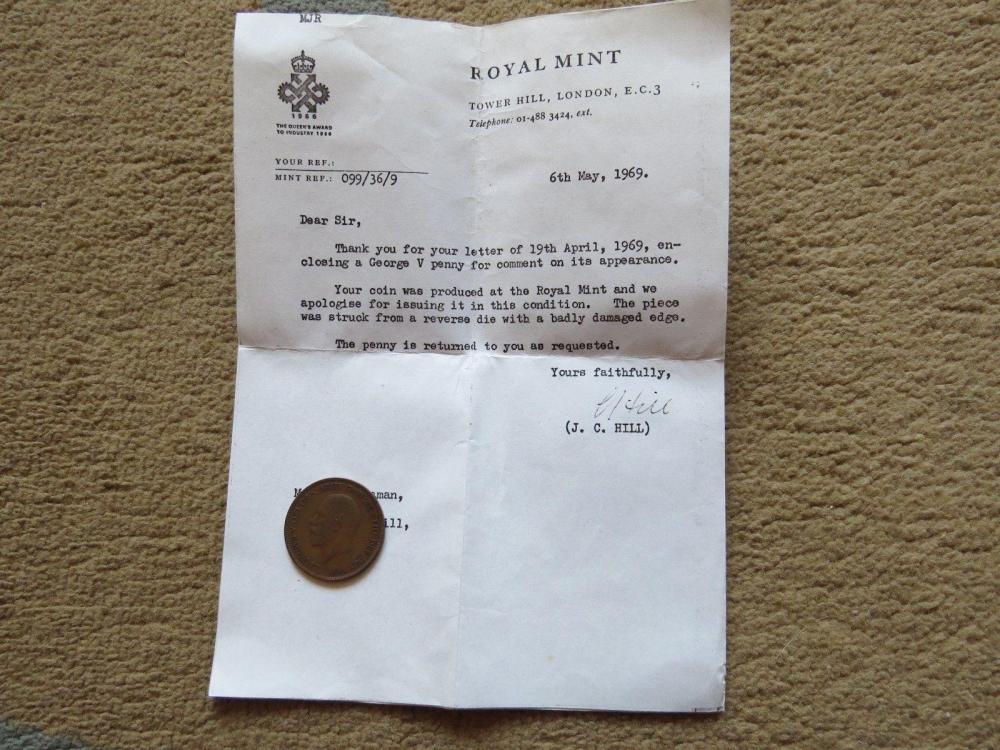 MJR
1966
THE QUEEN'S AWARD
TO INDUSTRY 1966
ROYAL MINT
TOWER HILL, LONDON, E.C.3
Telephone: 01-488 3424, ext.
YOUR REF.:
MINT REF.: 099/36/9
6th May, 1969.
Dear Sir,
Thank you for your letter of 19th April, 1969, en-
closing a George V penny for comment on its appearance.
Your coin was produced at the Royal Mint and we
apologise for issuing it in this condition. The piece
was struck from a reverse die with a badly damaged edge.
The penny is returned to you as requested.
Yours faithfully,
(J. C. HILL)